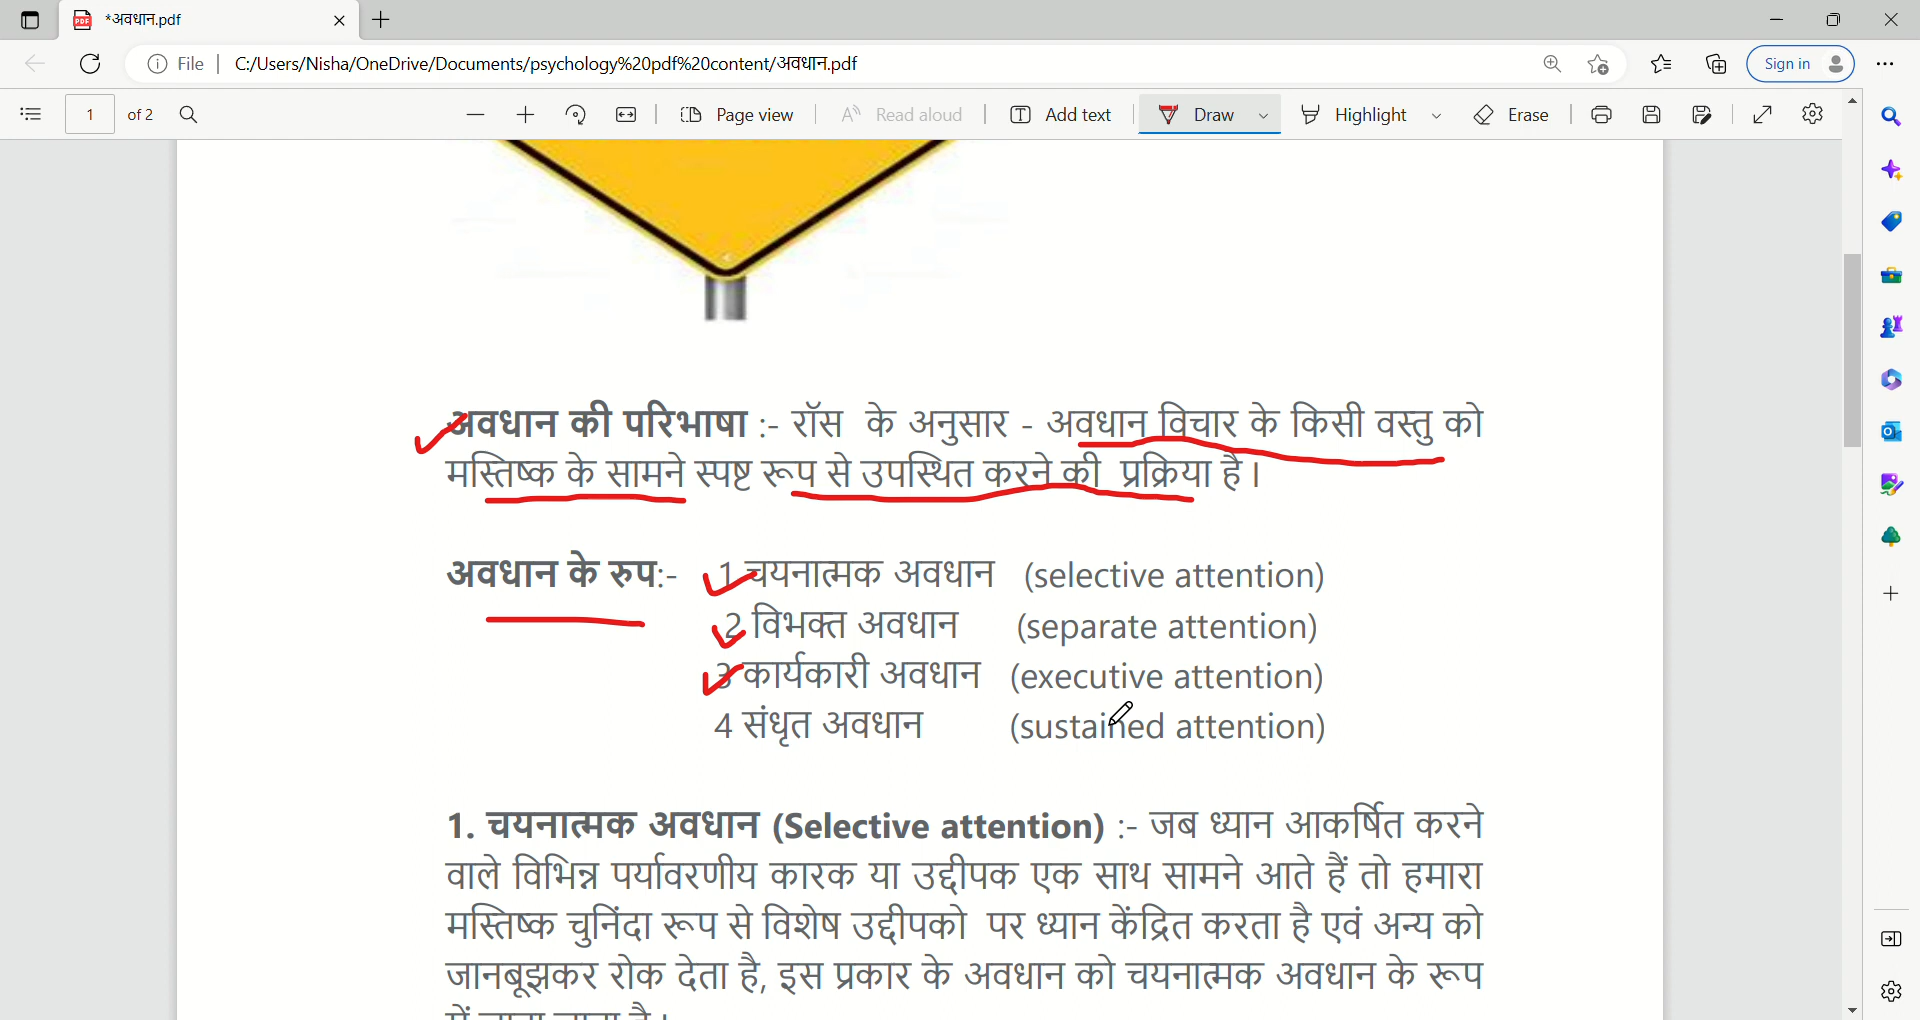 *अवधान.pdf
File
C:/Users/Nisha/OneDrive/Documents/psychology%20pdf%20content/अवधान.pdf
Sign in
1 of 2
Page view
Read aloud
Add text
Draw
Highlight
Erase
अवधान की परिभाषा :- रॉस के अनुसार - अवधान विचार के किसी वस्तु को
मस्तिष्क के सामने स्पष्ट रूप से उपस्थित करने की प्रक्रिया है ।
अवधान के रुप:- 1 चयनात्मक अवधान (selective attention)
2 विभक्त अवधान (separate attention)
3 कार्यकारी अवधान (executive attention)
4 संधृत अवधान (sustained attention)
1. चयनात्मक अवधान (Selective attention) :- जब ध्यान आकर्षित करने
वाले विभिन्न पर्यावरणीय कारक या उद्दीपक एक साथ सामने आते हैं तो हमारा
मस्तिष्क चुनिंदा रूप से विशेष उद्दीपको पर ध्यान केंद्रित करता है एवं अन्य को
जानबूझकर रोक देता है, इस प्रकार के अवधान को चयनात्मक अवधान के रूप